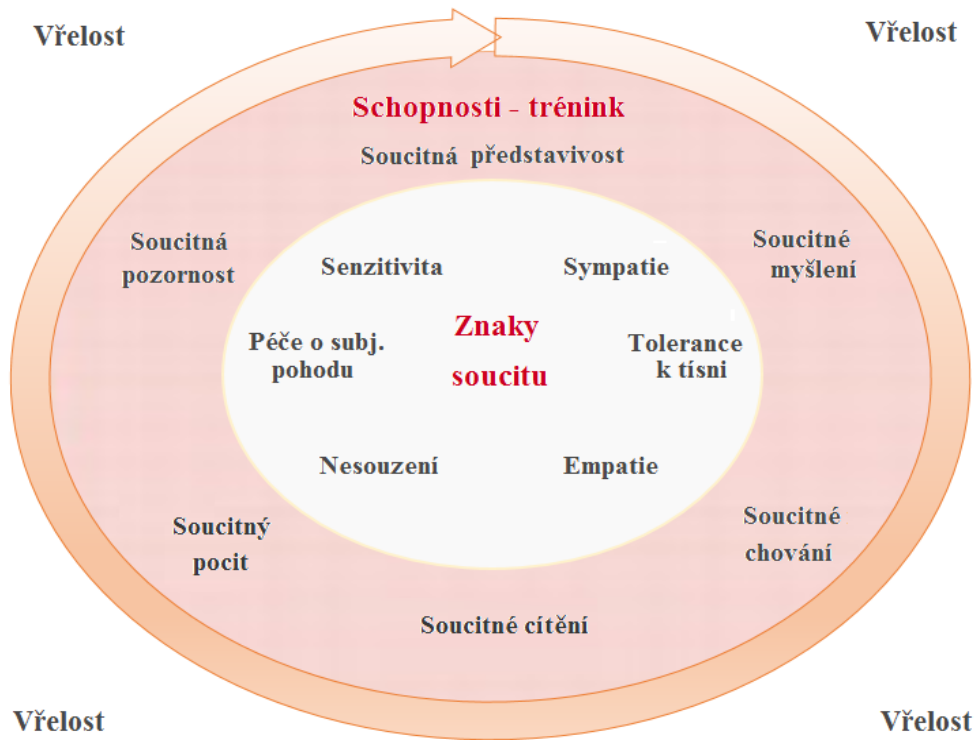 Vřelost
Vřelost
Schopnosti - trénink
Soucitná představivost
Soucitná
pozornost
Soucitné
myšlení
Senzitivita
Sympatie
Znaky
soucitu
Péče o subj.
pohodu
Tolerance
k tísni
Nesouzení
Empatie
Soucitný
pocit
Soucitné
chování
Soucitné cítění
Vřelost
Vřelost